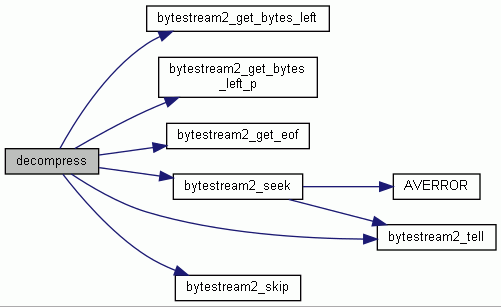 bytestream2_get_bytes_left
bytestream2_get_bytes
_left_p
bytestream2_get_eof
decompress
bytestream2_seek
AVERROR
bytestream2_tell
bytestream2_skip